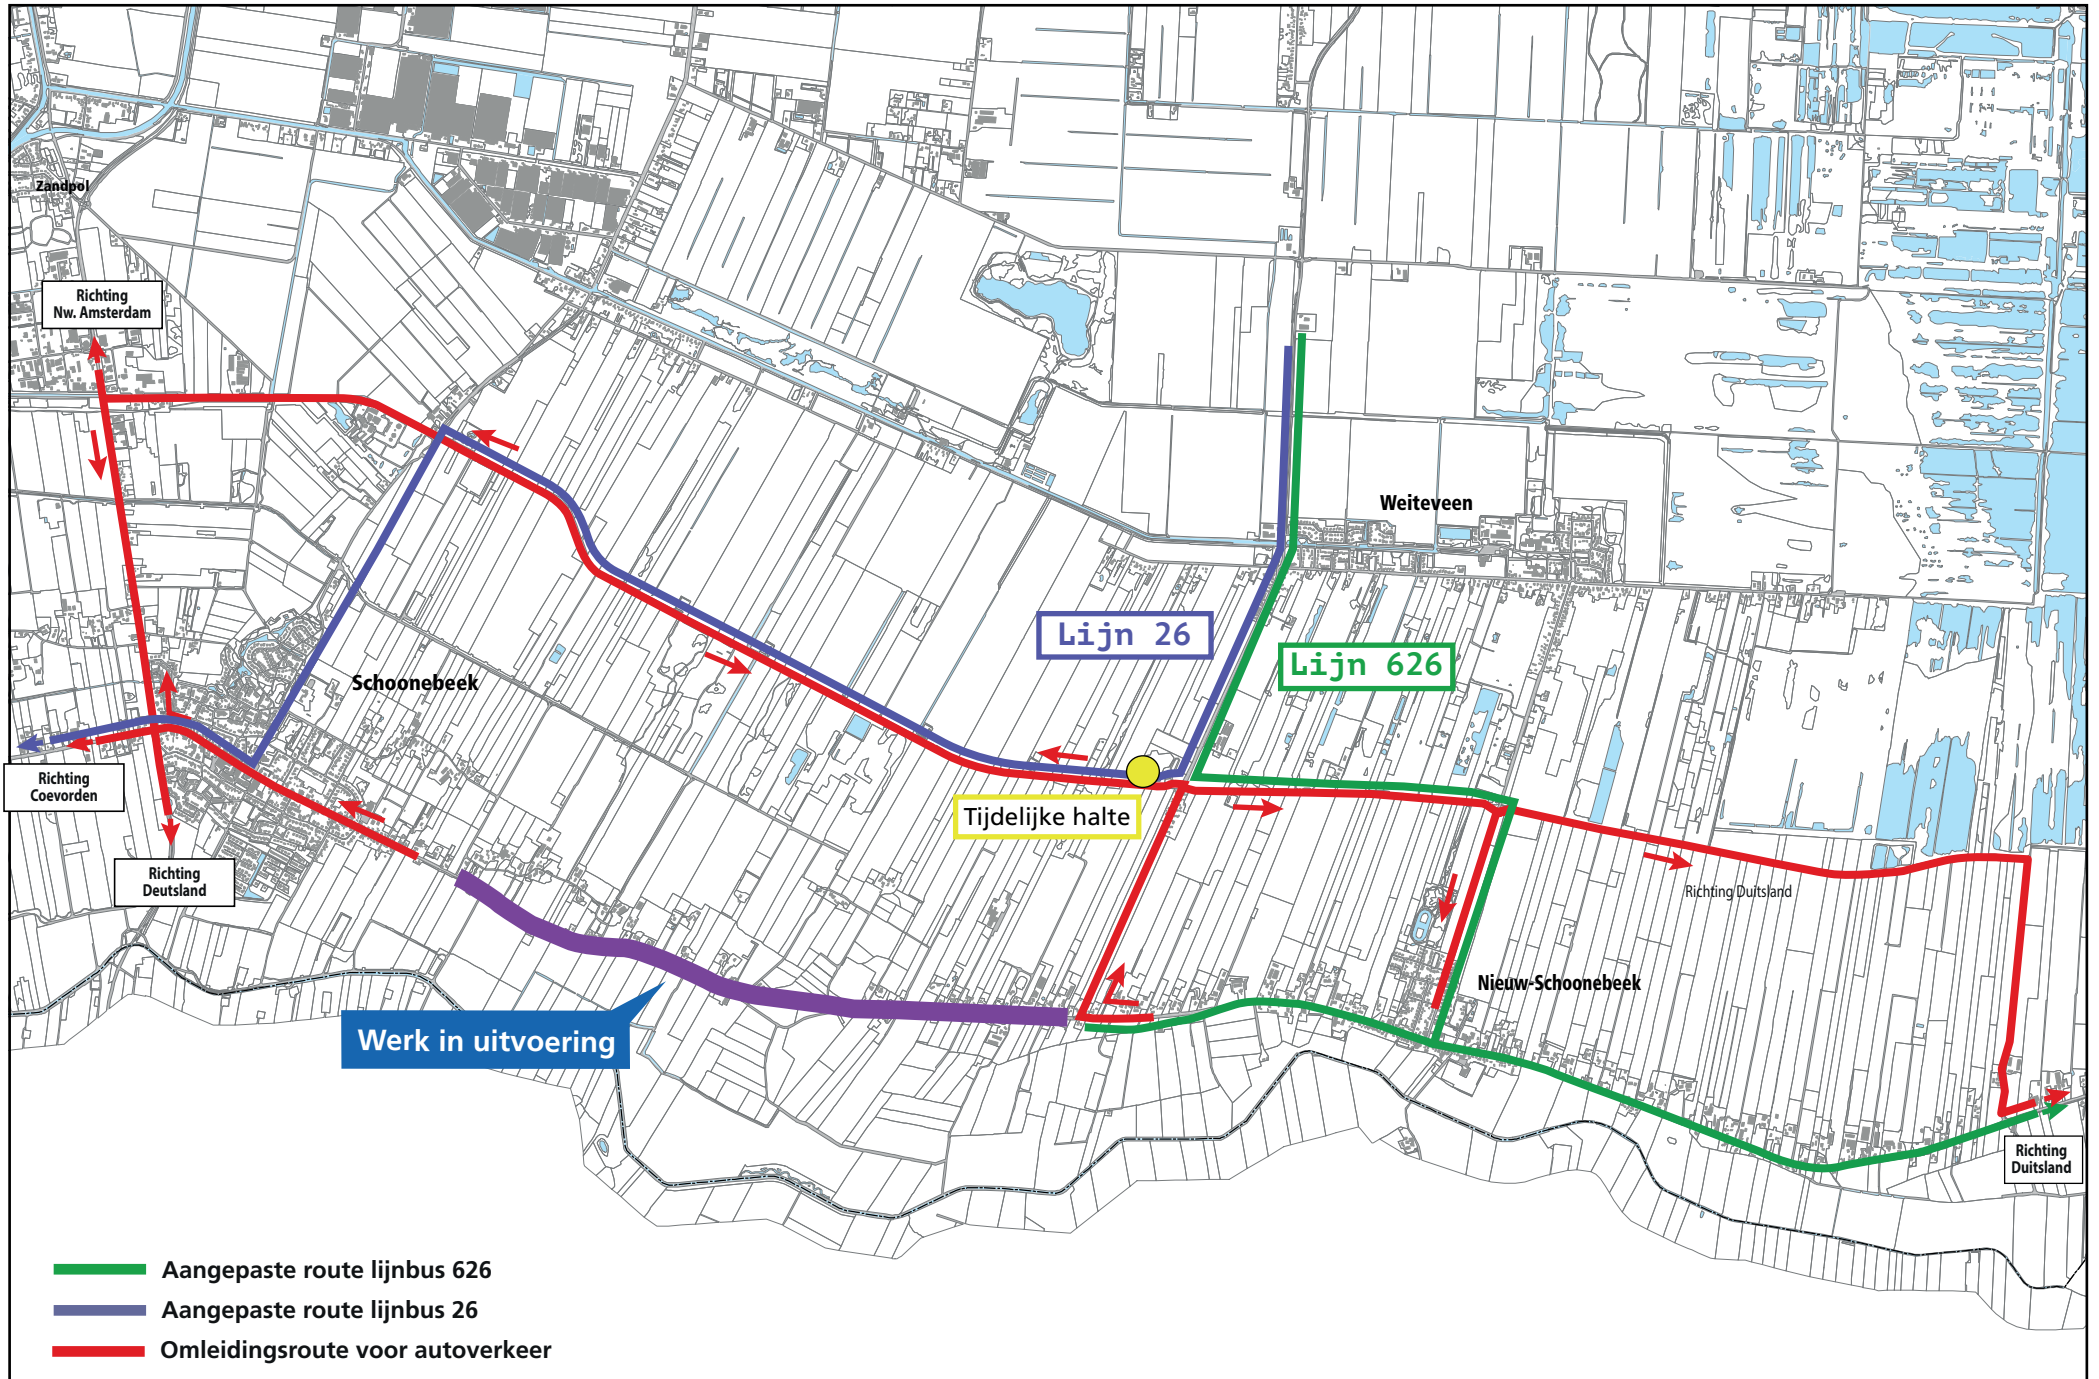 Zandpol
Richting
Nw. Amsterdam
Weiteveen
Lijn 26
Lijn 626
Schoonebeek
Richting
Coevorden
Tijdelijke halte
Richting
Deutsland
Richting Duitsland
Nieuw-Schoonebeek
Werk in uitvoering
Richting
Duitsland
Aangepaste route lijnbus 626
Aangepaste route lijnbus 26
Omleidingsroute voor autoverkeer